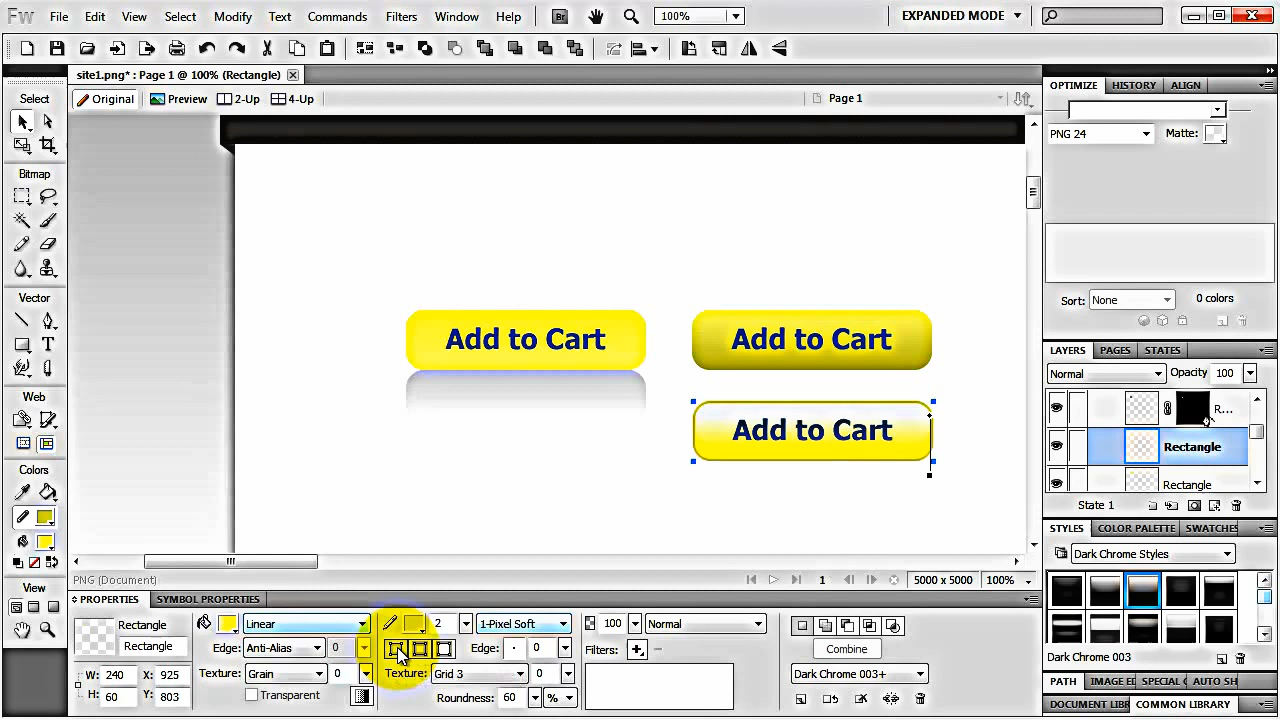 Fw File Edit View Select Modify Text Commands Filters Window Help Br 100% EXPANDED MODE
site1.png* : Page 1 @ 100% (Rectangle)
Original Preview 2-Up 4-Up Page 1
Select
Bitmap
Vector
Web
Colors
View
Add to Cart
Add to Cart
Add to Cart
PNG (Document) 1 5000 x 5000 100%
OPTIMIZE HISTORY ALIGN
PNG 24 Matte:
Sort: None 0 colors
LAYERS PAGES STATES
Normal Opacity 100
R...
Rectangle
Rectangle
State 1
STYLES COLOR PALETTE SWATCHES
Dark Chrome Styles
Dark Chrome 003
PATH IMAGE E SPECIAL AUTO SH
DOCUMENT LIBR COMMON LIBRARY
PROPERTIES SYMBOL PROPERTIES
Rectangle Linear 2 1-Pixel Soft 100 Normal
Rectangle Edge: Anti-Alias 0 Edge: 0 Filters: Combine
W: 240 X: 925 Texture: Grain 0 Texture: Grid 3 0 Dark Chrome 003+
H: 60 Y: 803 Transparent Roundness: 60 %